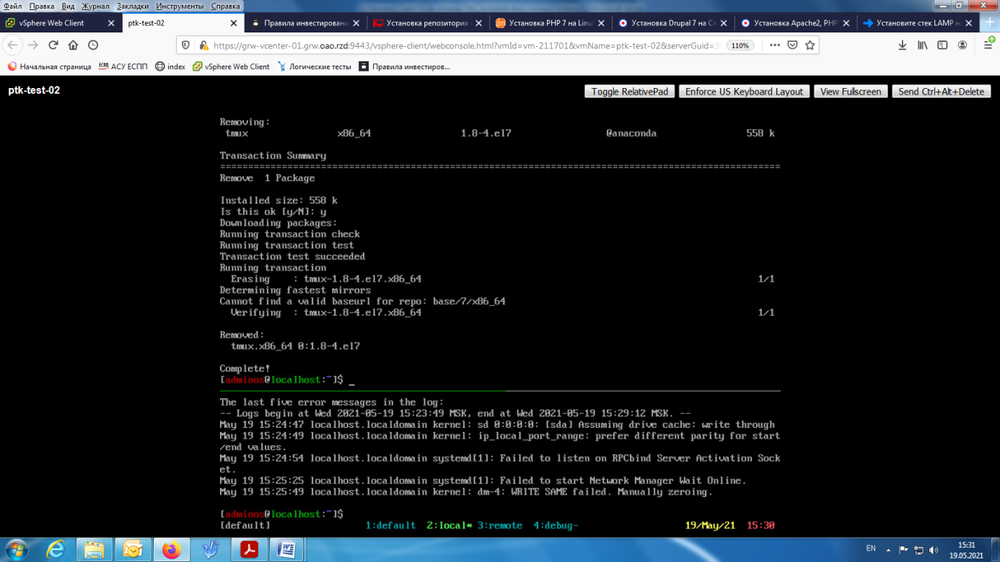 Файл Правка Вид Журнал Закладки Инструменты Справка
vSphere Web Client
ptk-test-02
Правила инвестировани
Установка репозитория
Установка PHP 7 на Linu
Установка Drupal 7 на Ce
Установка Apache2, PHP
Установите стек LAMP н
https://grw-vcenter-01.grw.oao.rzd:9443/vsphere-client/webconsole.html?vmId=vm-211701&vmName=ptk-test-02&serverGuid=3
110%
Начальная страница АСУ ЕСПП index vSphere Web Client Логические тесты Правила инвестиров...
ptk-test-02
Toggle RelativePad Enforce US Keyboard Layout View Fullscreen Send Ctrl+Alt+Delete
Removing:
tmux x86_64 1.8-4.el7 @anaconda 558 k
Transaction Summary
================================================================================
Remove 1 Package
Installed size: 558 k
Is this ok [y/N]: y
Downloading packages:
Running transaction check
Running transaction test
Transaction test succeeded
Running transaction
Erasing : tmux-1.8-4.el7.x86_64 1/1
Determining fastest mirrors
Cannot find a valid baseurl for repo: base/7/x86_64
Verifying : tmux-1.8-4.el7.x86_64 1/1
Removed:
tmux.x86_64 0:1.8-4.el7
Complete!
[adminos@localhost:~]$ _
The last five error messages in the log:
-- Logs begin at Wed 2021-05-19 15:23:49 MSK, end at Wed 2021-05-19 15:29:12 MSK. --
May 19 15:24:47 localhost.localdomain kernel: sd 0:0:0:0: [sda] Assuming drive cache: write through
May 19 15:24:49 localhost.localdomain kernel: ip_local_port_range: prefer different parity for start
/end values.
May 19 15:24:54 localhost.localdomain systemd[1]: Failed to listen on RPCbind Server Activation Sock
et.
May 19 15:25:25 localhost.localdomain systemd[1]: Failed to start Network Manager Wait Online.
May 19 15:25:49 localhost.localdomain kernel: dm-4: WRITE SAME failed. Manually zeroing.
[adminos@localhost:~]$
[default] 1:default 2:local* 3:remote 4:debug- 19/May/21 15:30
EN 15:31
19.05.2021